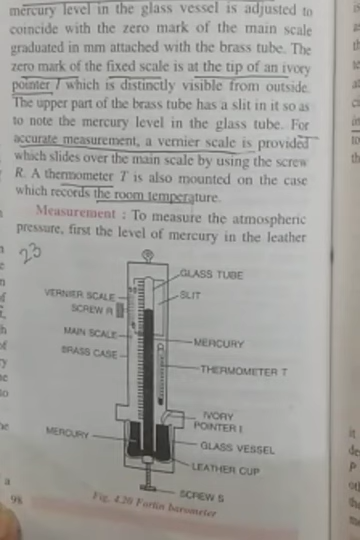 mercury level in the glass vessel is adjusted to
coincide with the zero mark of the main scale
graduated in mm attached with the brass tube. The
zero mark of the fixed scale is at the tip of an ivory
pointer I which is distinctly visible from outside.
The upper part of the brass tube has a slit in it so as
to note the mercury level in the glass tube. For
accurate measurement, a vernier scale is provided
which slides over the main scale by using the screw
R. A thermometer T is also mounted on the case
which records the room temperature.
Measurement : To measure the atmospheric
pressure, first the level of mercury in the leather
23
GLASS TUBE
VERNIER SCALE
SLIT
SCREW R
MAIN SCALE
MERCURY
BRASS CASE
THERMOMETER T
IVORY
POINTER I
MERCURY
GLASS VESSEL
LEATHER CUP
SCREW S
Fig. 4.20 Fortin barometer
98